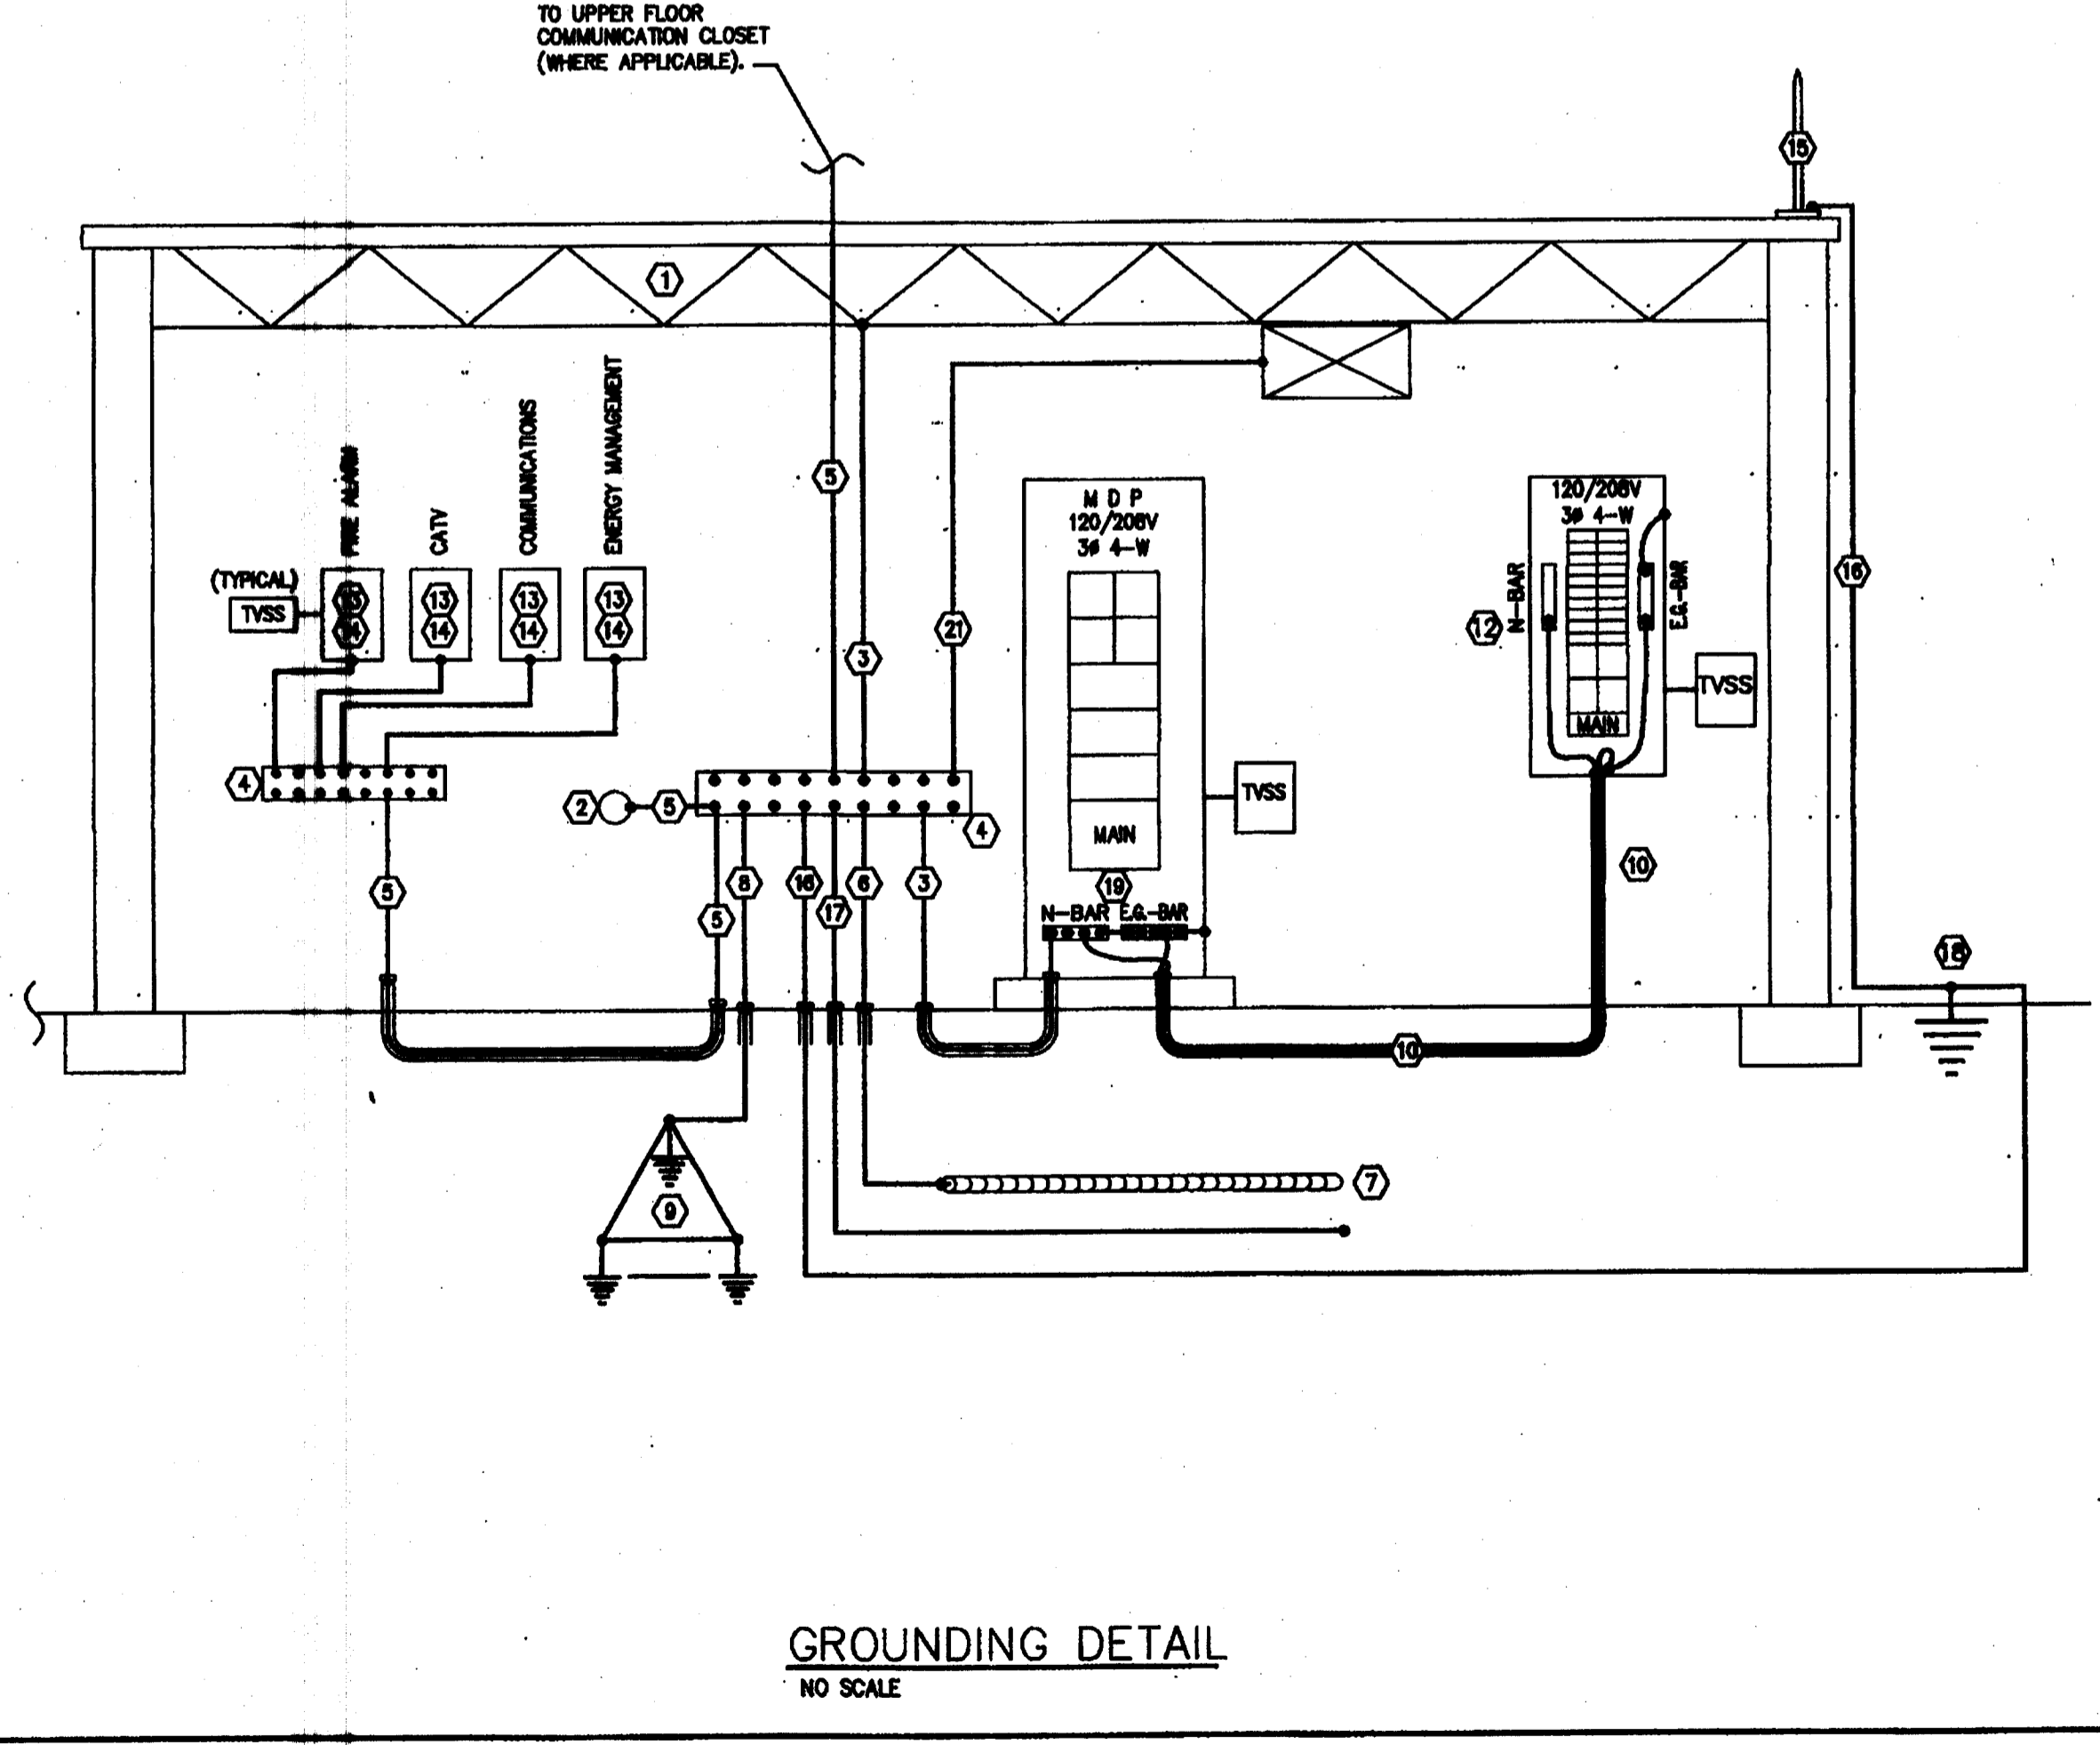 TO UPPER FLOOR
COMMUNICATION CLOSET
(WHERE APPLICABLE).
15
1
FIRE ALARM
CATV
COMMUNICATIONS
ENERGY MANAGEMENT
(TYPICAL)
TVSS
13
14
13
14
13
14
13
14
5
3
21
M D P
120/208V
3ø 4-W
MAIN
19
N-BAR E.G.-BAR
TVSS
120/208V
3ø 4-W
N-BAR
E.G.-BAR
12
MAIN
TVSS
16
4
2
5
4
5
5
8
16
17
6
3
10
10
18
9
7
GROUNDING DETAIL
NO SCALE